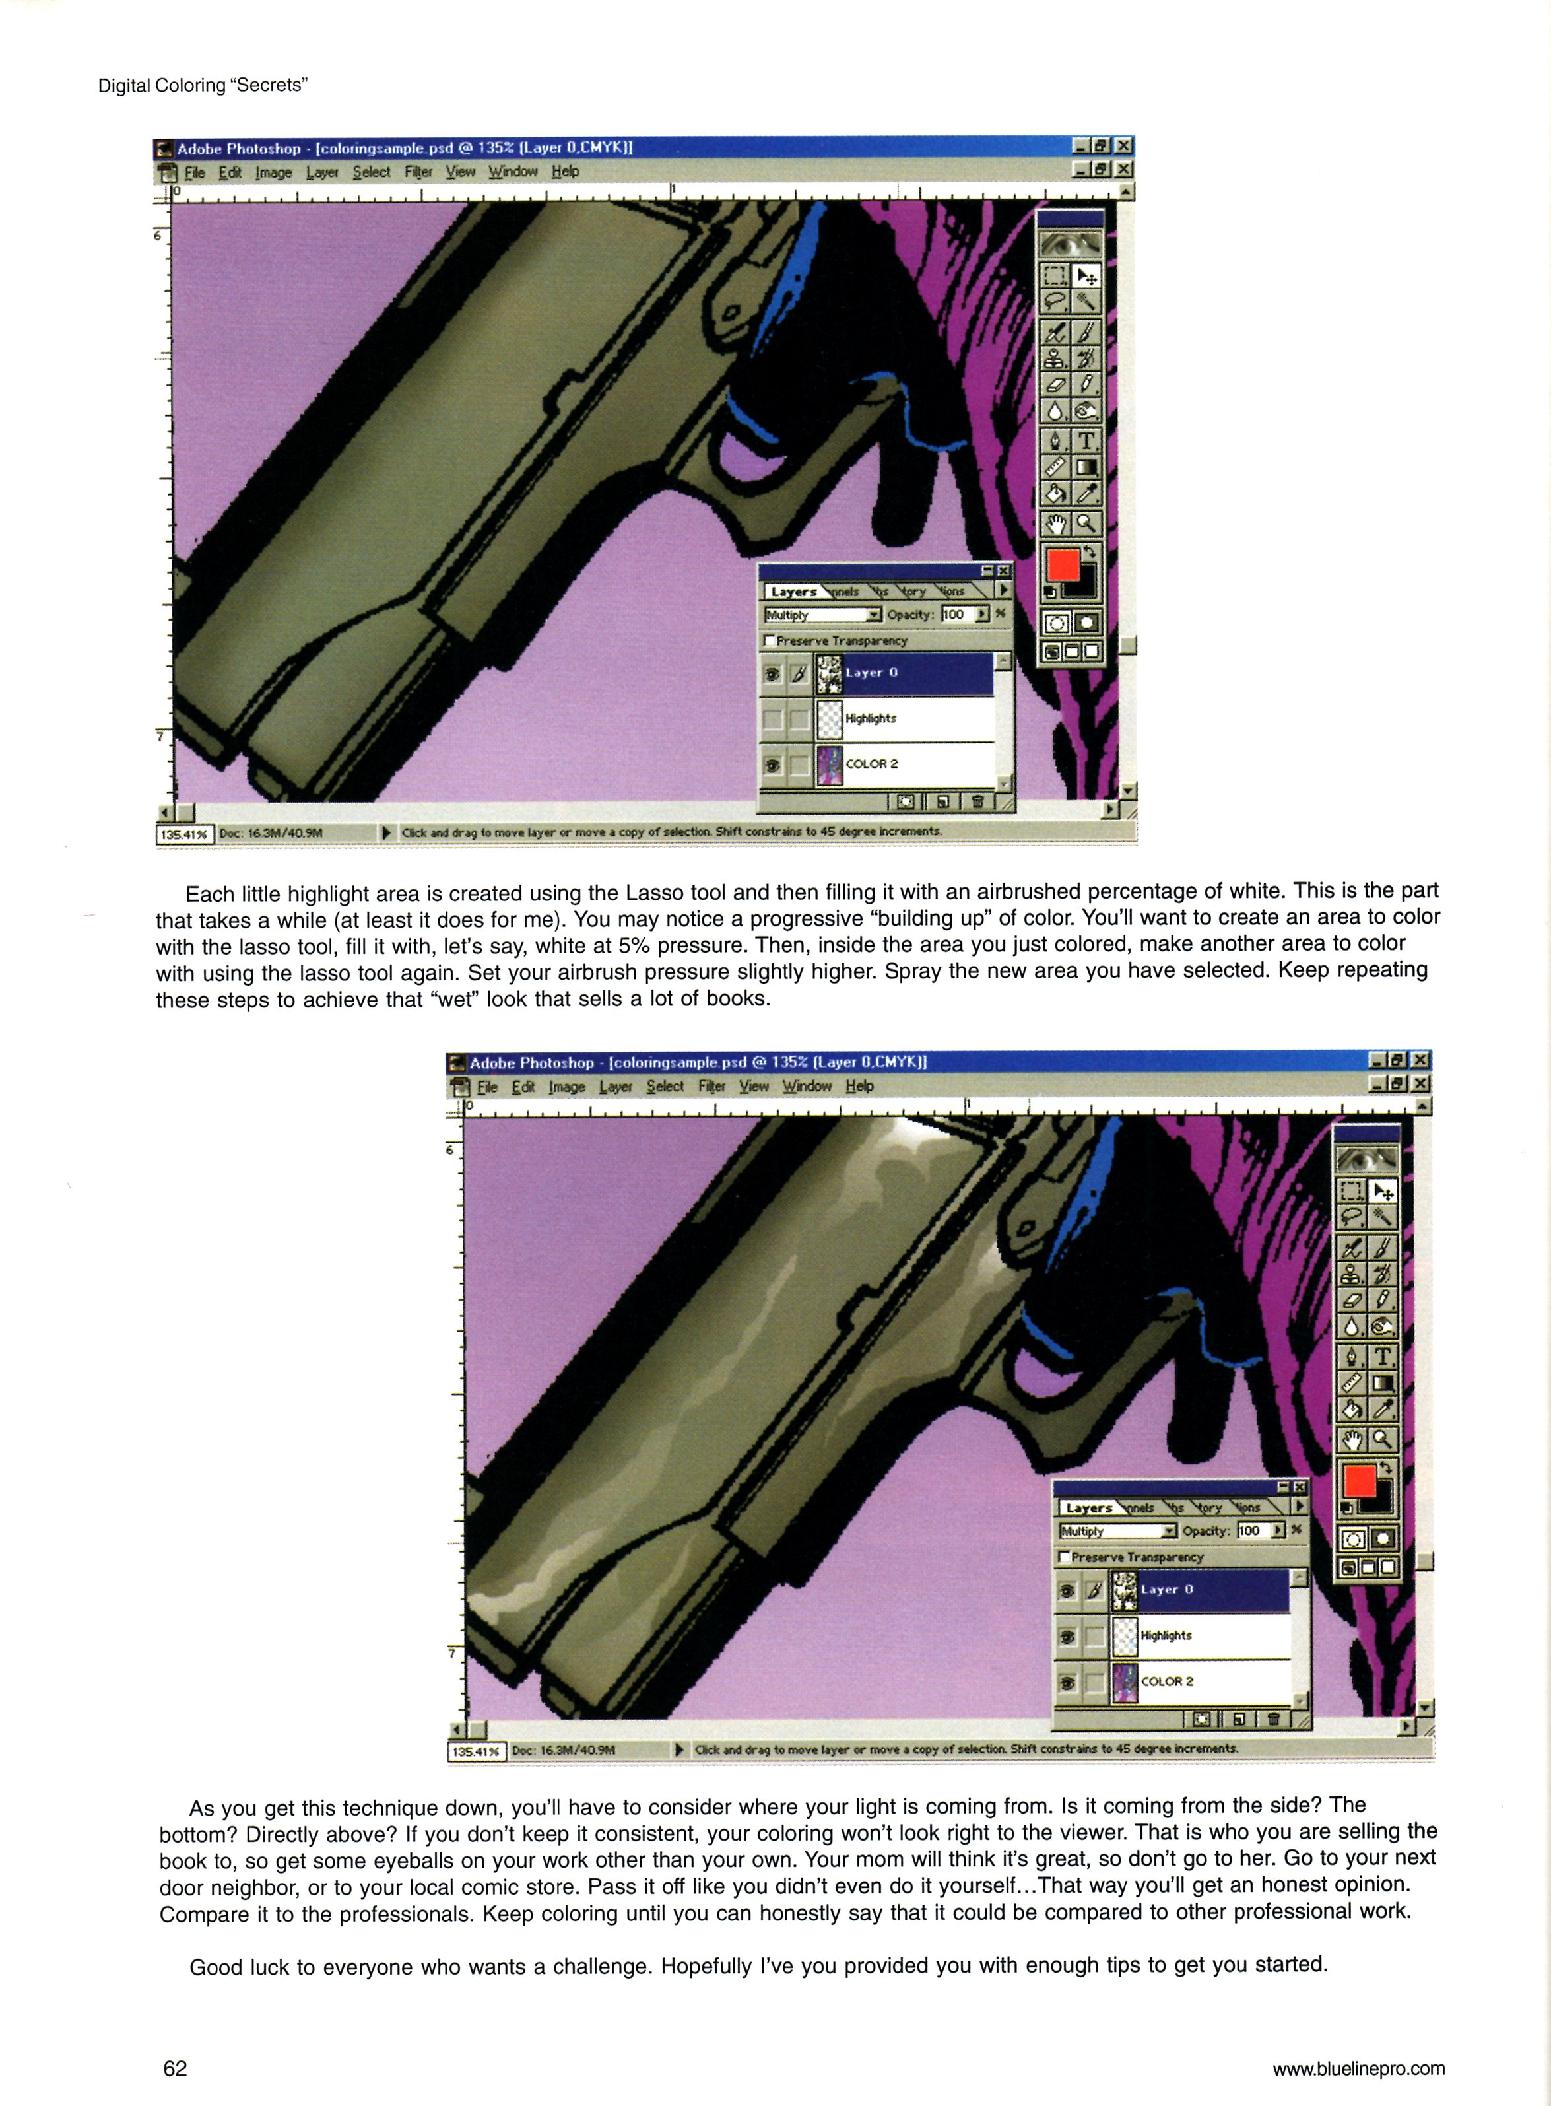 Digital Coloring “Secrets”
Adobe Photoshop - [coloringsample.psd @ 135% (Layer 0,CMYK)]
File Edit Image Layer Select Filter View Window Help
0 1
6
7
Layers nnels hs tory tions
Multiply Opacity: 100 %
Preserve Transparency
Layer 0
Highlights
COLOR 2
135.41% Doc: 16.3M/40.9M Click and drag to move layer or move a copy of selection. Shift constrains to 45 degree increments.
Each little highlight area is created using the Lasso tool and then filling it with an airbrushed percentage of white. This is the part
that takes a while (at least it does for me). You may notice a progressive “building up” of color. You’ll want to create an area to color
with the lasso tool, fill it with, let’s say, white at 5% pressure. Then, inside the area you just colored, make another area to color
with using the lasso tool again. Set your airbrush pressure slightly higher. Spray the new area you have selected. Keep repeating
these steps to achieve that “wet” look that sells a lot of books.
Adobe Photoshop - [coloringsample.psd @ 135% (Layer 0,CMYK)]
File Edit Image Layer Select Filter View Window Help
0 1
6
7
Layers nnels hs tory tions
Multiply Opacity: 100 %
Preserve Transparency
Layer 0
Highlights
COLOR 2
135.41% Doc: 16.3M/40.9M Click and drag to move layer or move a copy of selection. Shift constrains to 45 degree increments.
As you get this technique down, you’ll have to consider where your light is coming from. Is it coming from the side? The
bottom? Directly above? If you don’t keep it consistent, your coloring won’t look right to the viewer. That is who you are selling the
book to, so get some eyeballs on your work other than your own. Your mom will think it’s great, so don’t go to her. Go to your next
door neighbor, or to your local comic store. Pass it off like you didn’t even do it yourself...That way you’ll get an honest opinion.
Compare it to the professionals. Keep coloring until you can honestly say that it could be compared to other professional work.
Good luck to everyone who wants a challenge. Hopefully I’ve you provided you with enough tips to get you started.
62
www.bluelinepro.com